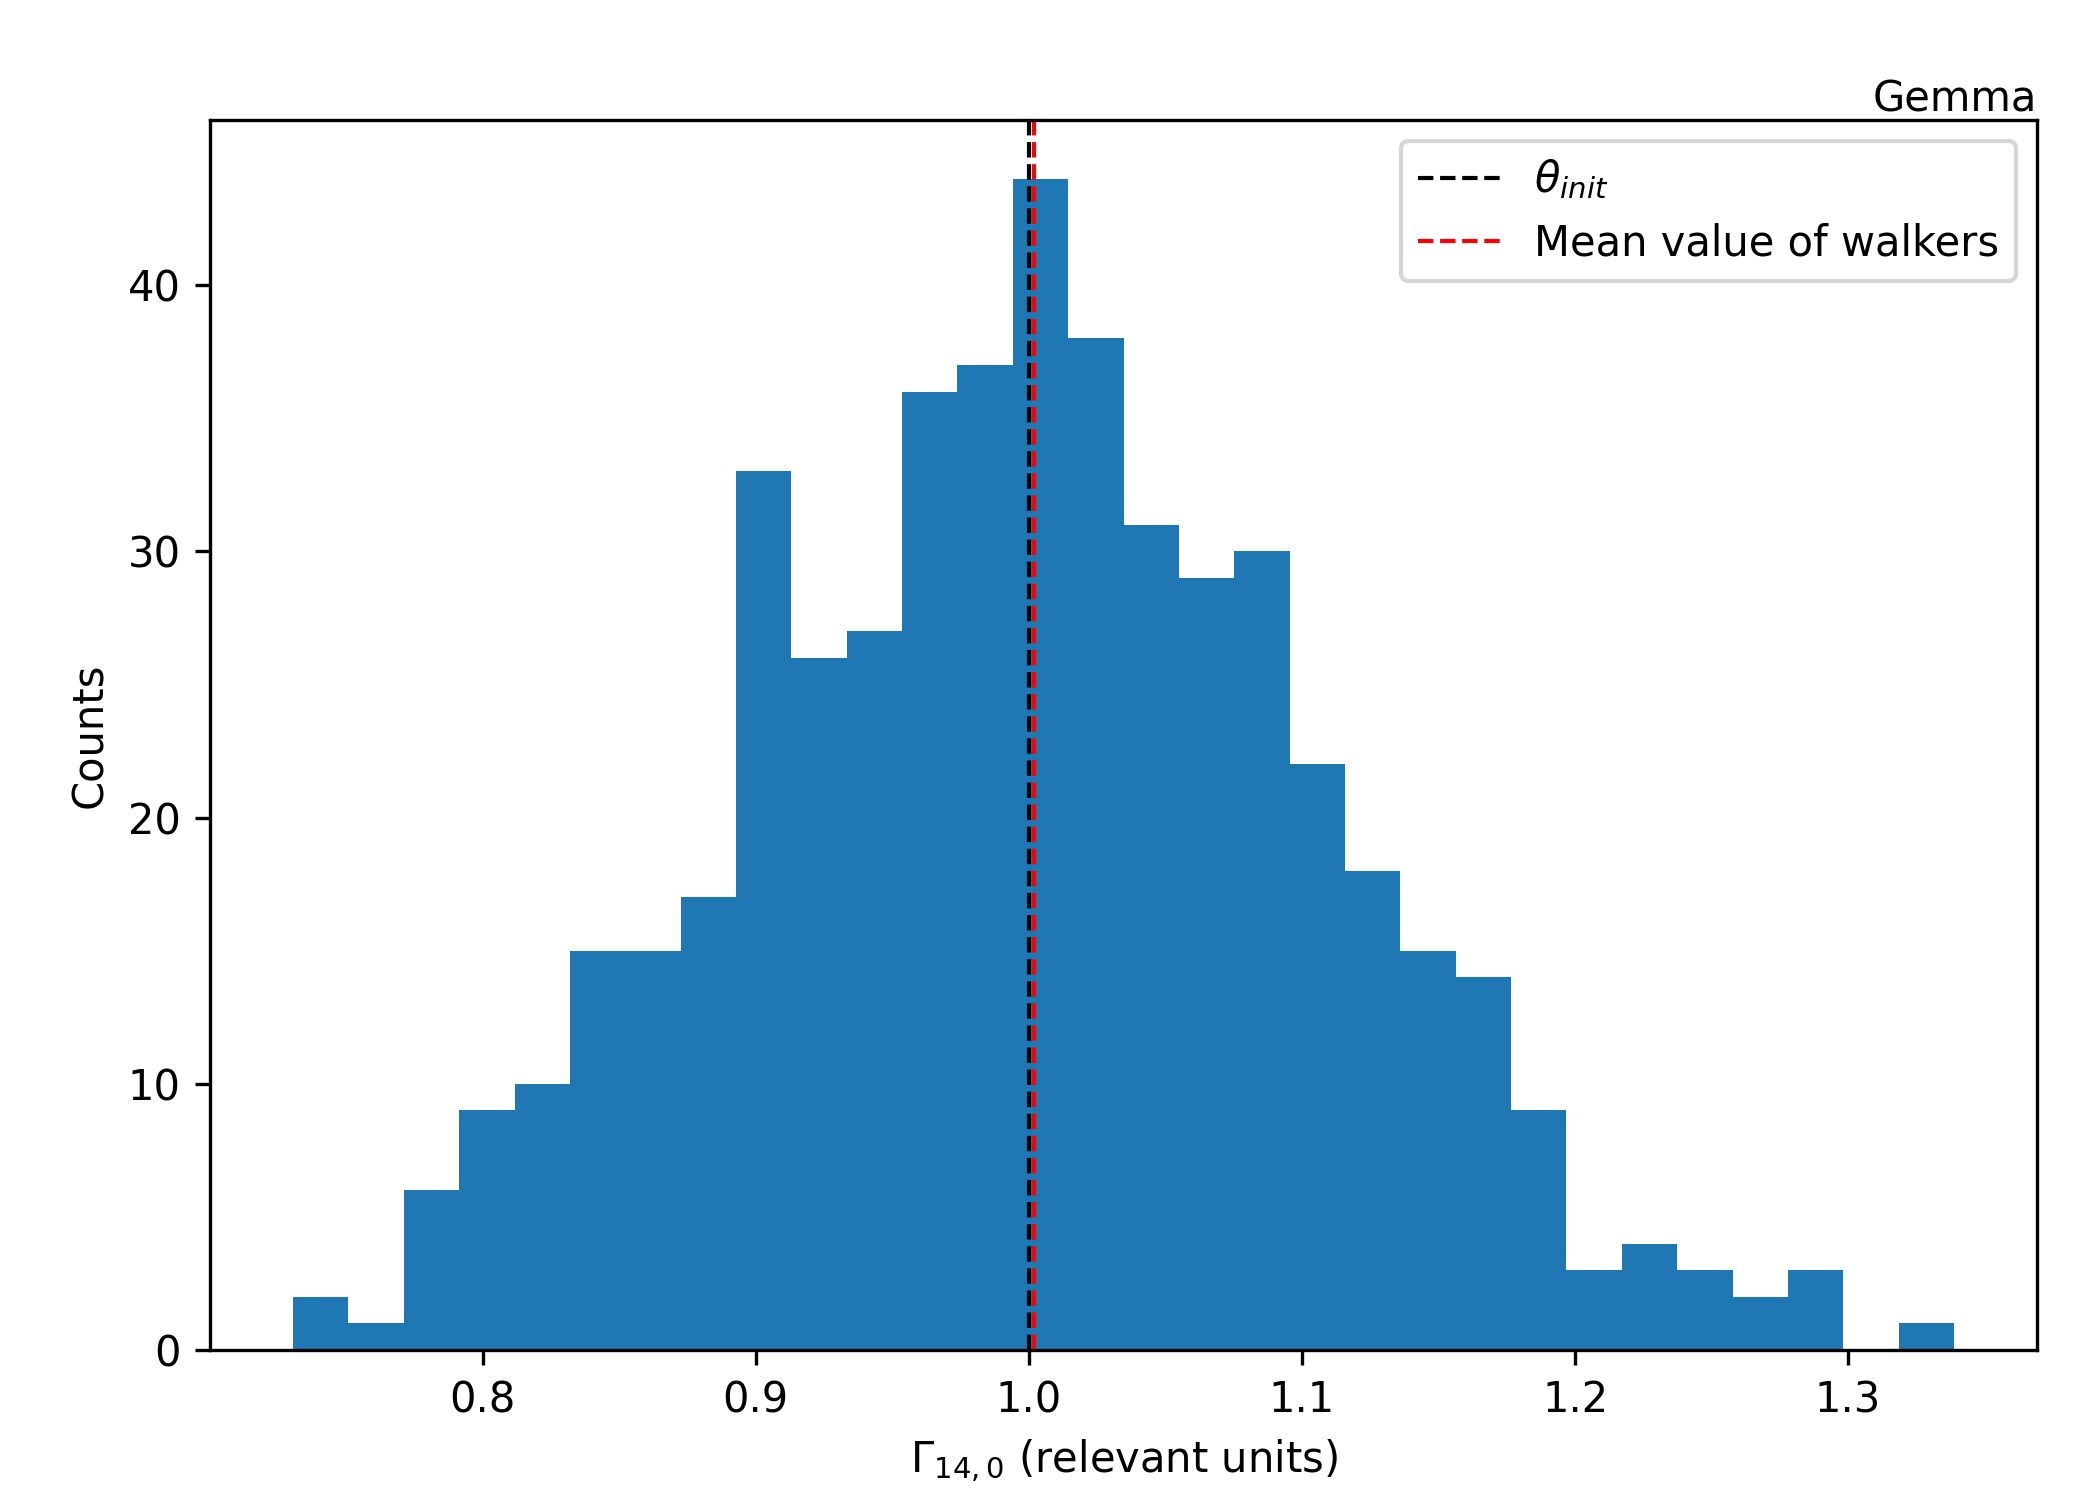 Gemma
θinit
Mean value of walkers
40
30
20
10
0
Counts
0.8 0.9 1.0 1.1 1.2 1.3
Γ14, 0 (relevant units)